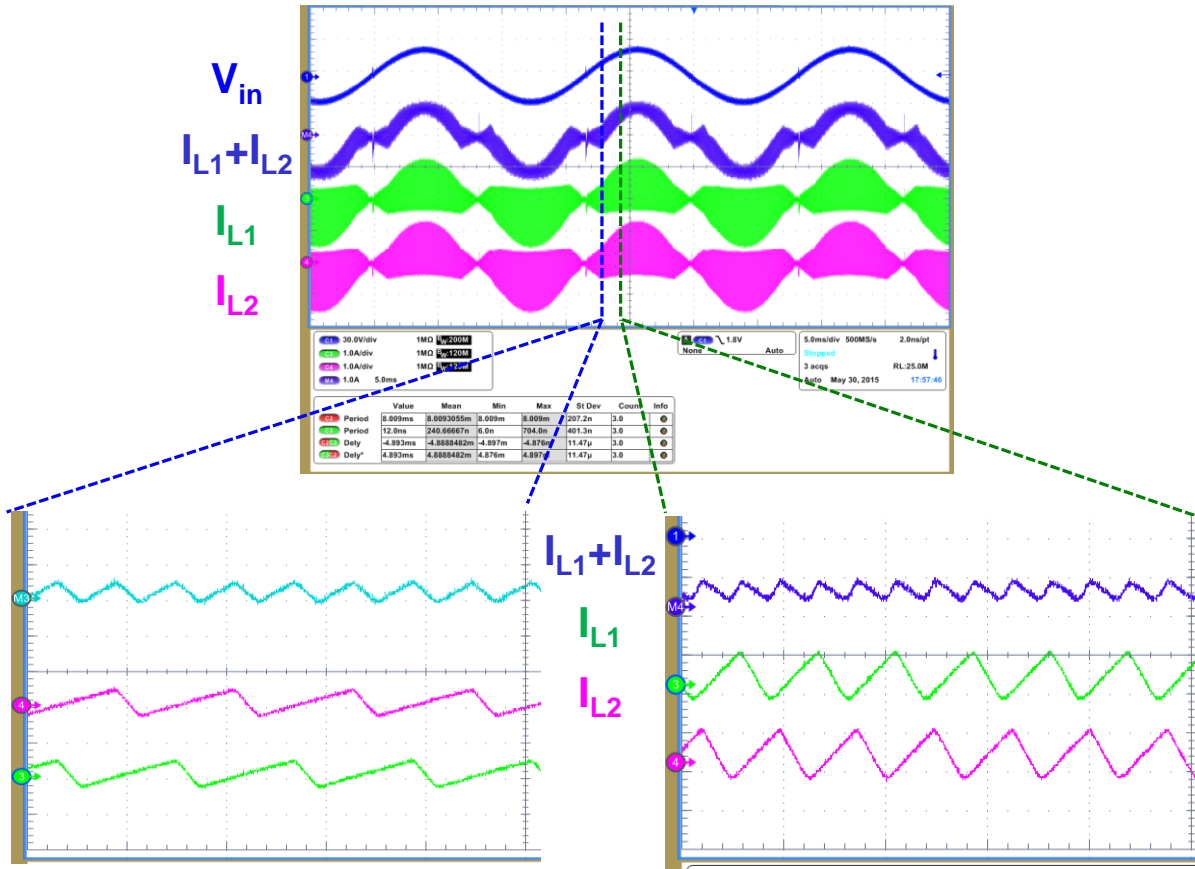 V_in
I_L1+I_L2
I_L1
I_L2
1
M4
3
4
C1 30.0V/div 1MΩ B_W:200M
C3 1.0A/div 1MΩ B_W:120M
C4 1.0A/div 1MΩ
M4 1.0A 5.0ms
C1 1.8V
None Auto
5.0ms/div 500MS/s 2.0ns/pt
Stopped
3 acqs RL:25.0M
Auto May 30, 2015 17:57:46
Value Mean Min Max St Dev Count Info
Period 8.009ms 8.0093055m 8.009m 8.009m 207.2n 3.0
Period 12.0ns 240.66667n 6.0n 704.0n 401.3n 3.0
Dely -4.893ms -4.8888482m -4.897m -4.876m 11.47µ 3.0
Dely* 4.893ms 4.8888482m 4.876m 4.897m 11.47µ 3.0
M3
4
3
I_L1+I_L2
I_L1
I_L2
1
M4
3
4